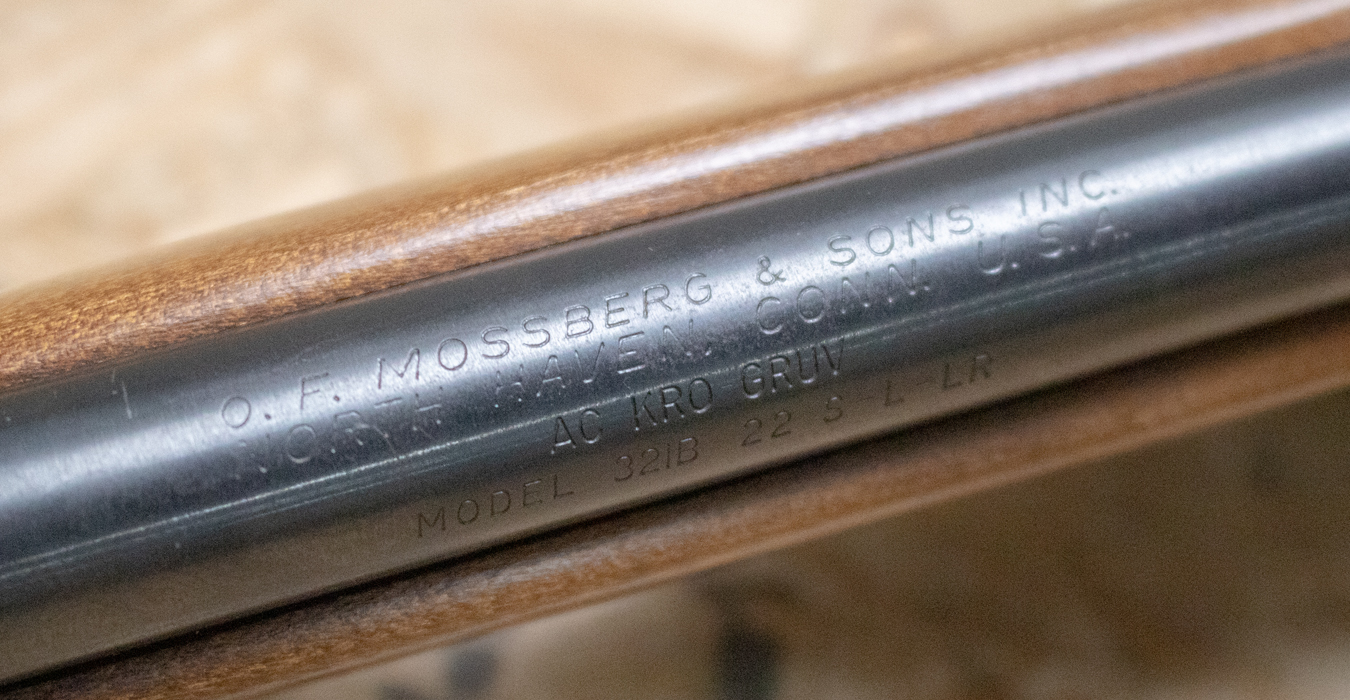 O. F. MOSSBERG & SONS INC.
NORTH HAVEN, CONN. U.S.A.
AC KRO GRUV
MODEL 321B 22 S-L-LR